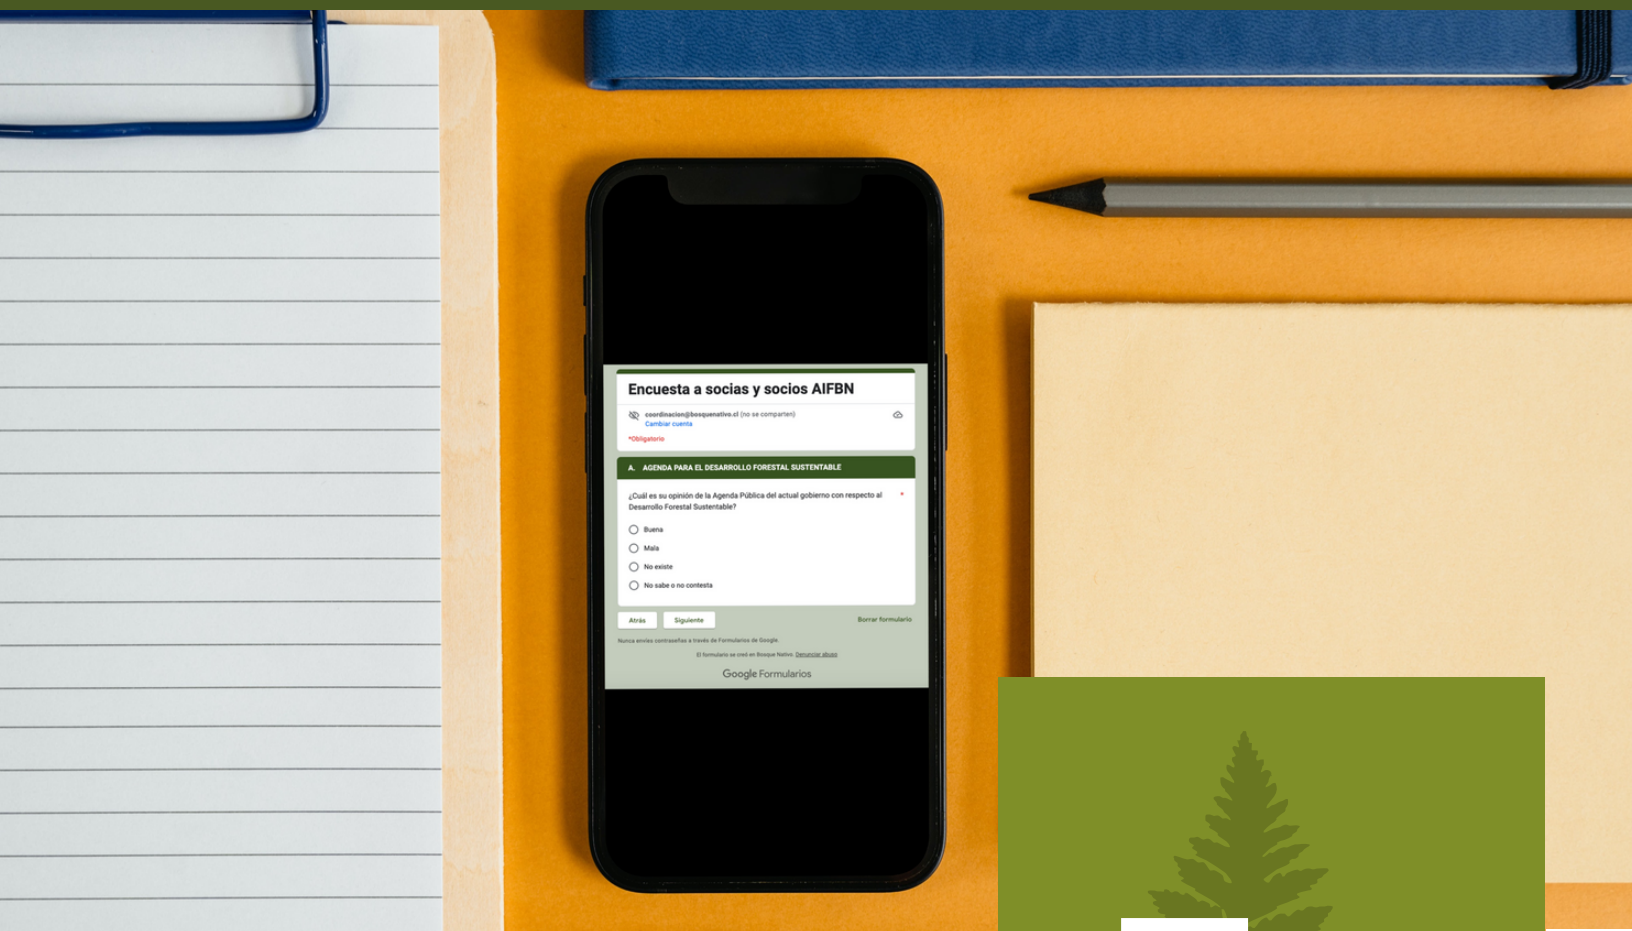 Encuesta a socias y socios AIFBN
coordinacion@bosquenativo.cl (no se comparten)
Cambiar cuenta
*Obligatorio
A. AGENDA PARA EL DESARROLLO FORESTAL SUSTENTABLE
¿Cuál es su opinión de la Agenda Pública del actual gobierno con respecto al *
Desarrollo Forestal Sustentable?
Buena
Mala
No existe
No sabe o no contesta
Atrás Siguiente Borrar formulario
Nunca envíes contraseñas a través de Formularios de Google.
El formulario se creó en Bosque Nativo. Denunciar abuso
Google Formularios